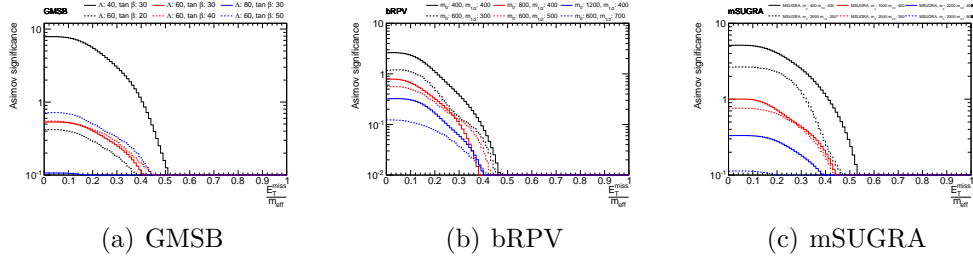 GMSB
Λ: 40, tan β: 30 Λ: 60, tan β: 30 Λ: 80, tan β: 30
Λ: 60, tan β: 20 Λ: 60, tan β: 40 Λ: 60, tan β: 50
Asimov significance
10
1
10⁻¹
0 0.1 0.2 0.3 0.4 0.5 0.6 0.7 0.8 0.9 1
E_T^miss
m_eff
(a) GMSB
bRPV
m₀: 400, m₁/₂: 400 m₀: 800, m₁/₂: 400 m₀: 1200, m₁/₂: 400
m₀: 600, m₁/₂: 300 m₀: 600, m₁/₂: 500 m₀: 600, m₁/₂: 700
Asimov significance
10
1
10⁻¹
10⁻²
0 0.1 0.2 0.3 0.4 0.5 0.6 0.7 0.8 0.9 1
E_T^miss
m_eff
(b) bRPV
mSUGRA
Asimov significance
1
10⁻¹
0 0.1 0.2 0.3 0.4 0.5 0.6 0.7 0.8 0.9 1
E_T^miss
m_eff
(c) mSUGRA